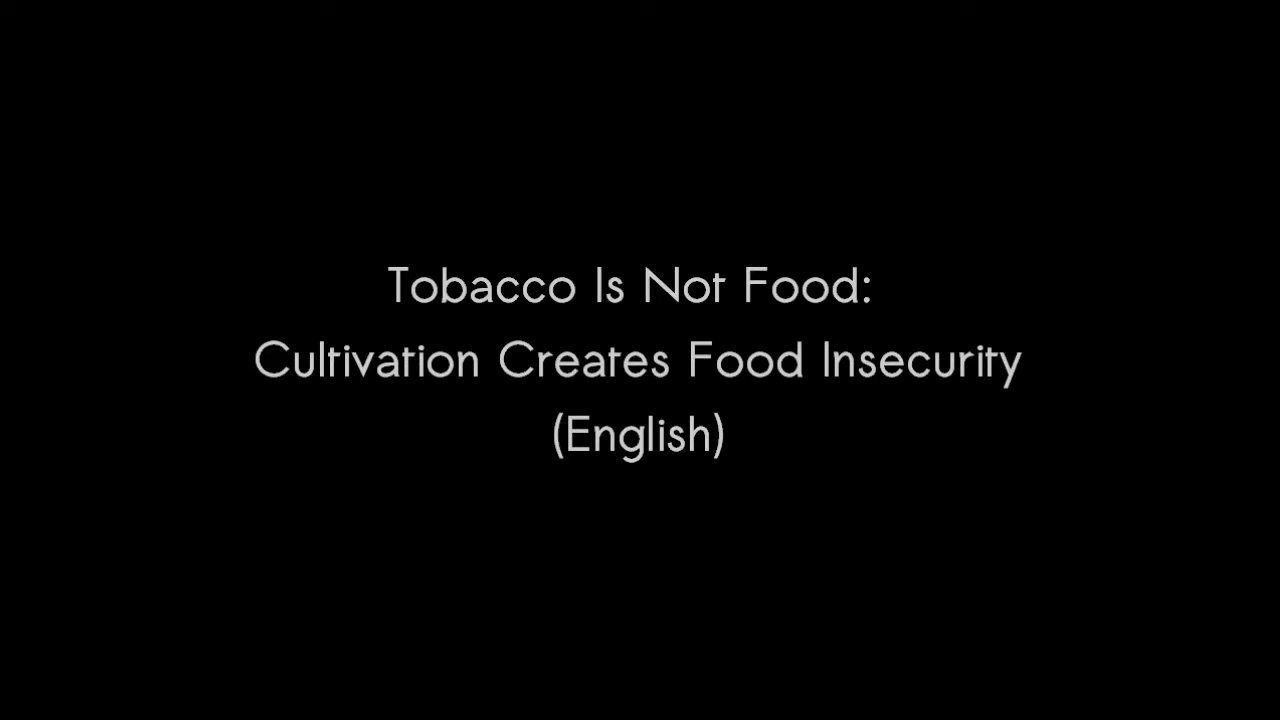 Tobacco Is Not Food:
Cultivation Creates Food Insecurity
(English)